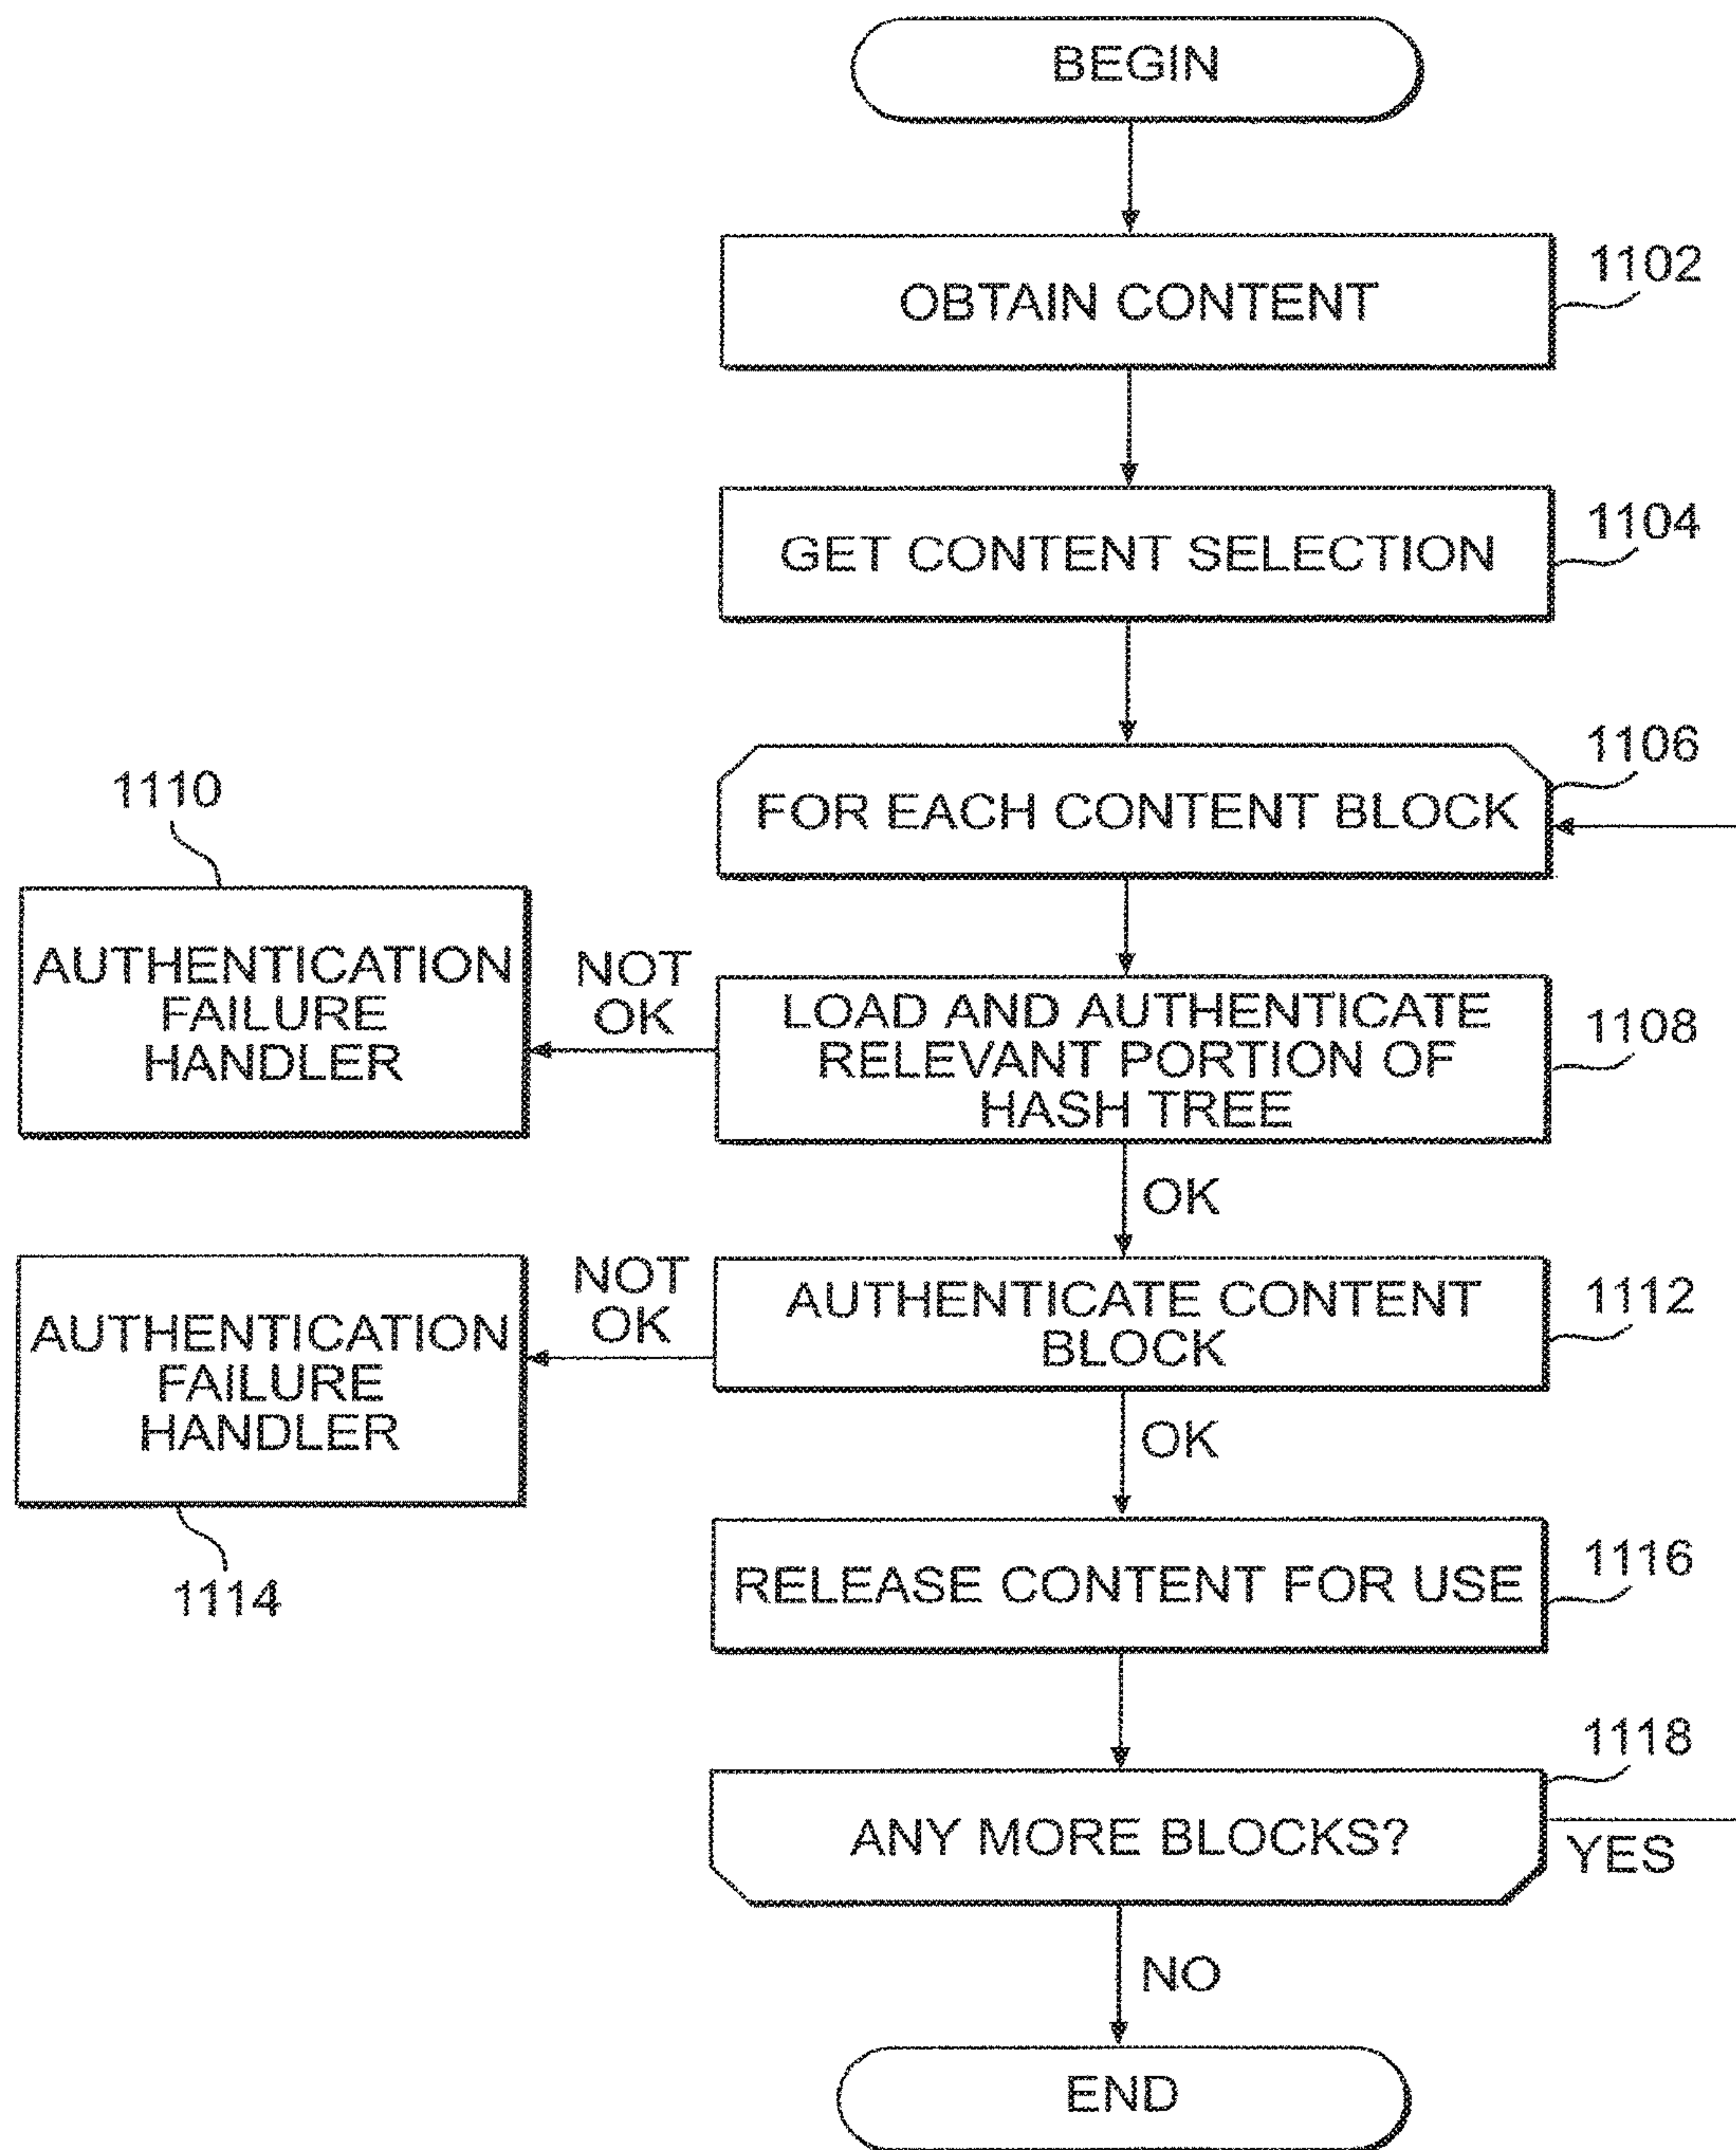 BEGIN
OBTAIN CONTENT
1102
GET CONTENT SELECTION
1104
FOR EACH CONTENT BLOCK
1106
1110
AUTHENTICATION
FAILURE
HANDLER
NOT
OK
LOAD AND AUTHENTICATE
RELEVANT PORTION OF
HASH TREE
1108
OK
AUTHENTICATION
FAILURE
HANDLER
1114
NOT
OK
AUTHENTICATE CONTENT
BLOCK
1112
OK
RELEASE CONTENT FOR USE
1116
ANY MORE BLOCKS?
1118
YES
NO
END